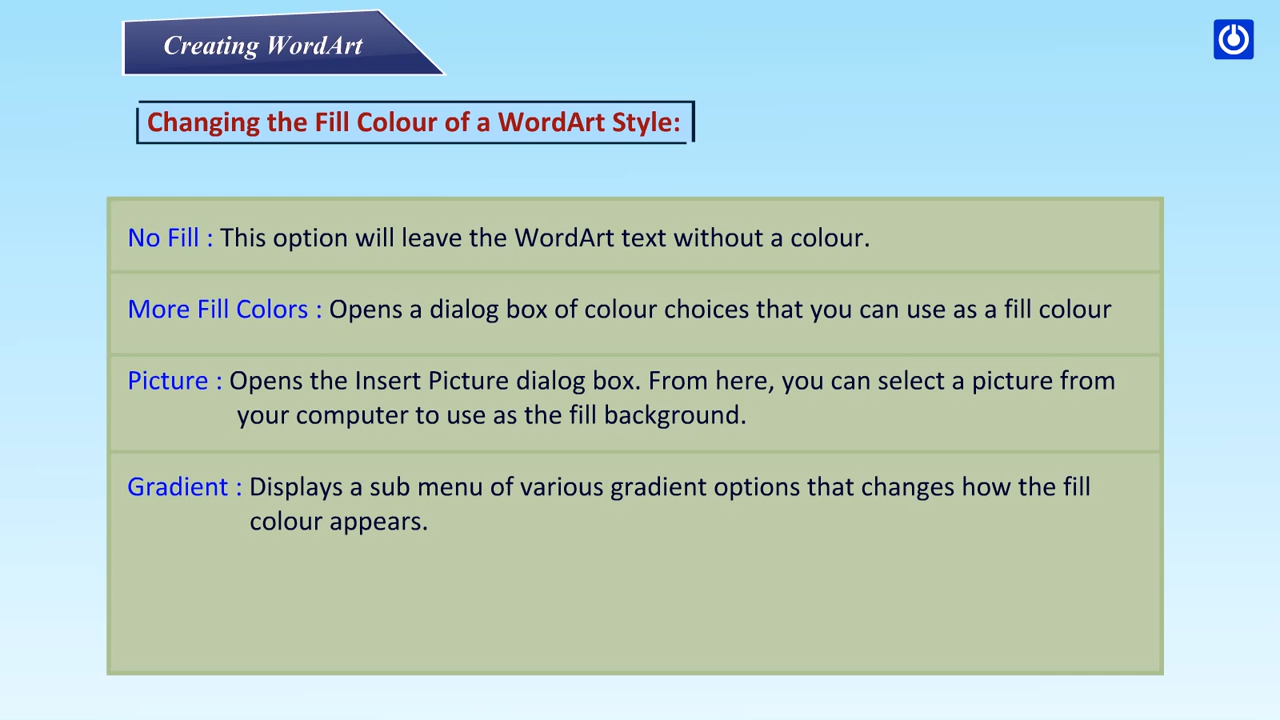 Creating WordArt
Changing the Fill Colour of a WordArt Style:
No Fill : This option will leave the WordArt text without a colour.
More Fill Colors : Opens a dialog box of colour choices that you can use as a fill colour
Picture : Opens the Insert Picture dialog box. From here, you can select a picture from
your computer to use as the fill background.
Gradient : Displays a sub menu of various gradient options that changes how the fill
colour appears.